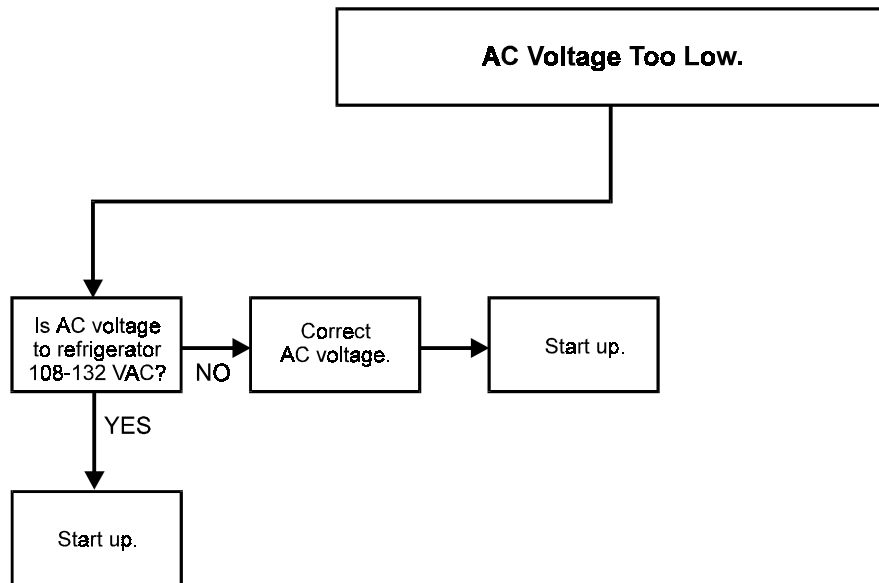 AC Voltage Too Low.
Is AC voltage
to refrigerator
108-132 VAC?
NO
Correct
AC voltage.
Start up.
YES
Start up.